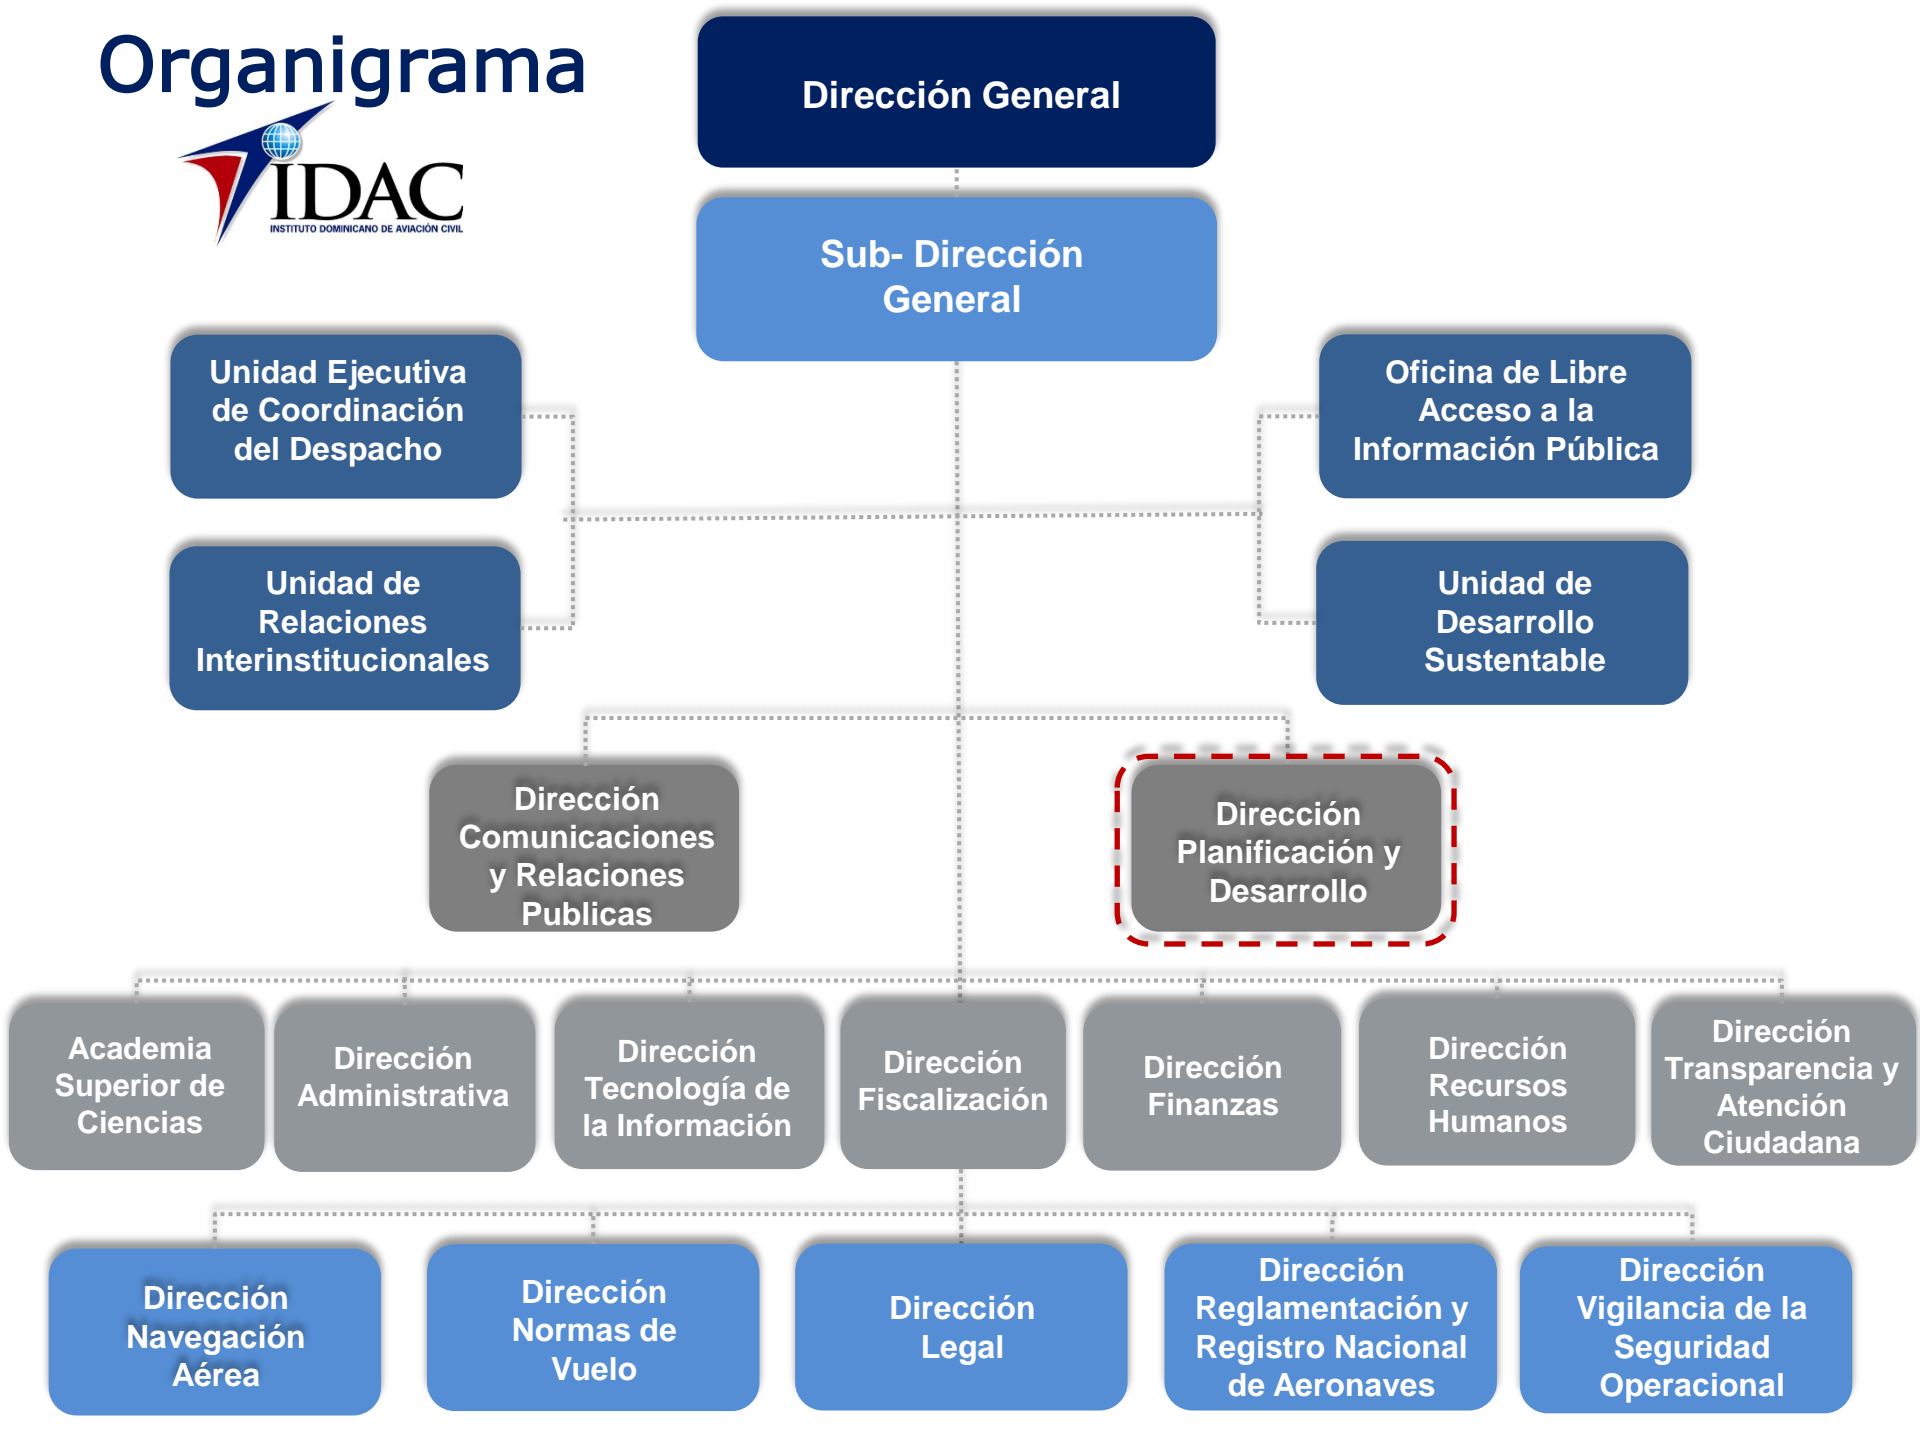 Organigrama
IDAC
INSTITUTO DOMINICANO DE AVIACIÓN CIVIL
Dirección General
Sub- Dirección
General
Unidad Ejecutiva
de Coordinación
del Despacho
Oficina de Libre
Acceso a la
Información Pública
Unidad de
Relaciones
Interinstitucionales
Unidad de
Desarrollo
Sustentable
Dirección
Comunicaciones
y Relaciones
Publicas
Dirección
Planificación y
Desarrollo
Academia
Superior de
Ciencias
Dirección
Administrativa
Dirección
Tecnología de
la Información
Dirección
Fiscalización
Dirección
Finanzas
Dirección
Recursos
Humanos
Dirección
Transparencia y
Atención
Ciudadana
Dirección
Navegación
Aérea
Dirección
Normas de
Vuelo
Dirección
Legal
Dirección
Reglamentación y
Registro Nacional
de Aeronaves
Dirección
Vigilancia de la
Seguridad
Operacional